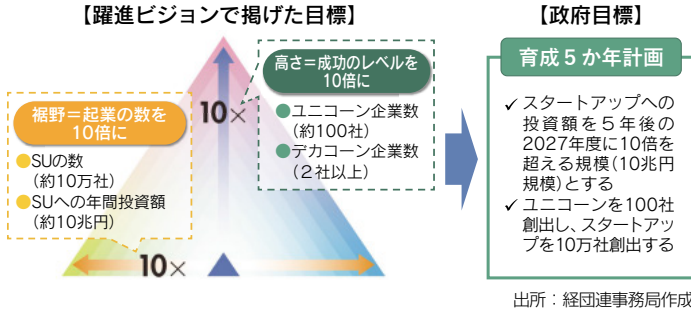 【躍進ビジョンで掲げた目標】
高さ=成功のレベルを
10倍に
●ユニコーン企業数
(約100社)
●デカコーン企業数
(2社以上)
10×
裾野=起業の数を
10倍に
●SUの数
(約10万社)
●SUへの年間投資額
(約10兆円)
10×
【政府目標】
育成5か年計画
✓ スタートアップへの
投資額を5年後の
2027年度に10倍を
超える規模(10兆円
規模)とする
✓ ユニコーンを100社
創出し、スタートアッ
プを10万社創出する
出所:経団連事務局作成